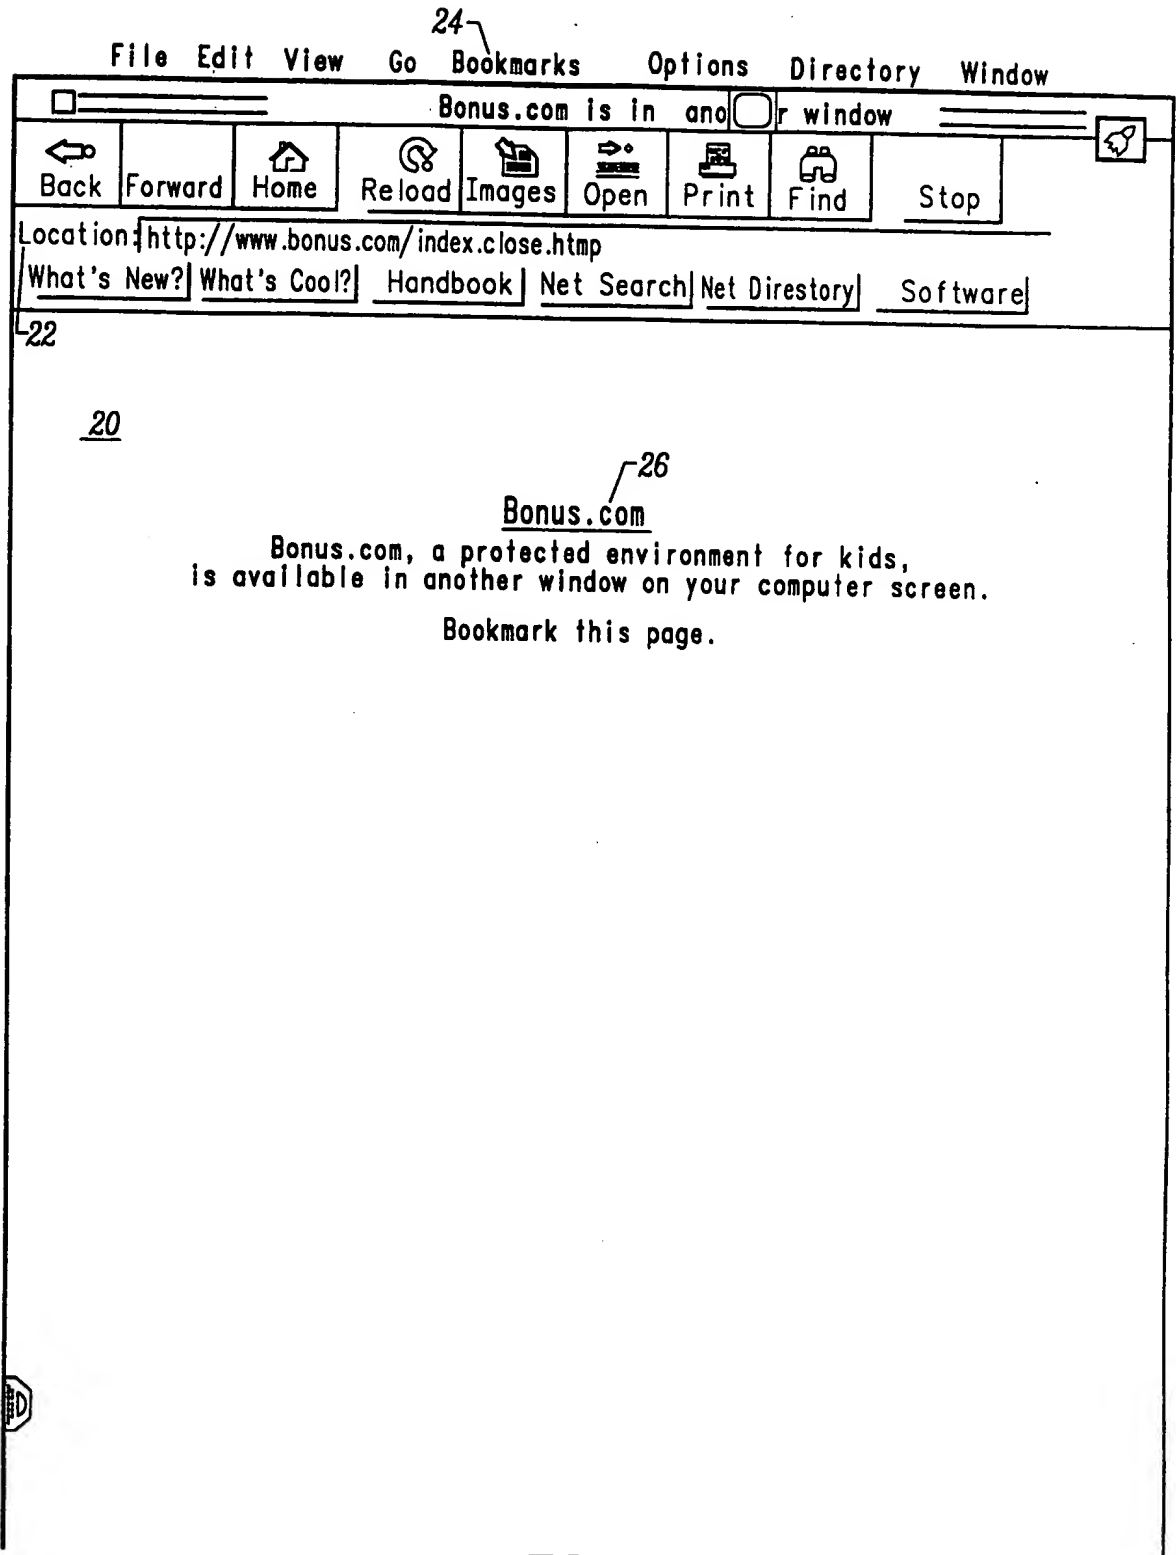 24
File Edit View Go Bookmarks Options Directory Window
Bonus.com is in ano r window
Back Forward Home Reload Images Open Print Find Stop
Location: http://www.bonus.com/index.close.htmp
What's New? What's Cool? Handbook Net Search Net Direstory Software
22
20
26
Bonus.com
Bonus.com, a protected environment for kids,
is available in another window on your computer screen.
Bookmark this page.